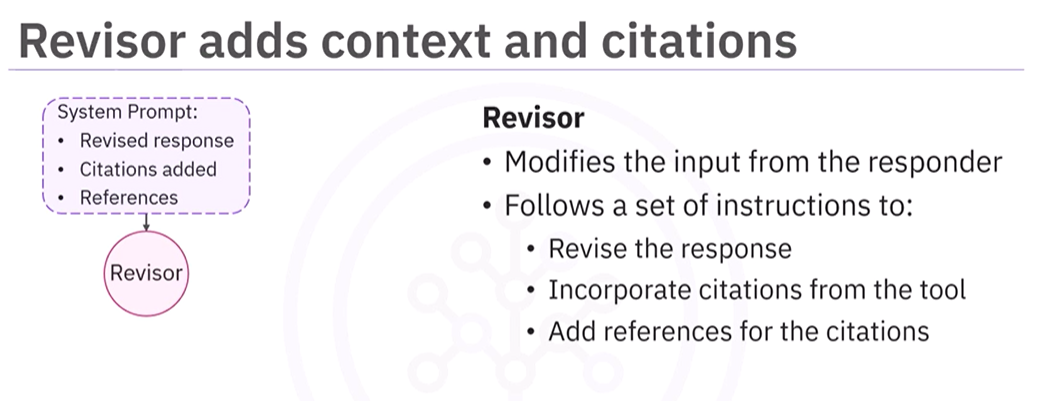 Revisor adds context and citations
System Prompt:
• Revised response
• Citations added
• References
Revisor
Revisor
• Modifies the input from the responder
• Follows a set of instructions to:
• Revise the response
• Incorporate citations from the tool
• Add references for the citations